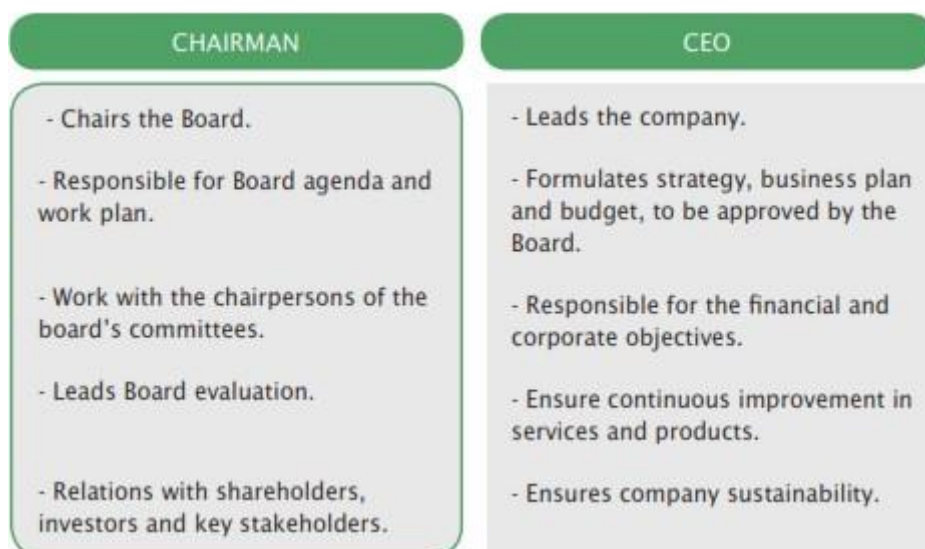 CHAIRMAN
- Chairs the Board.
- Responsible for Board agenda and
work plan.
- Work with the chairpersons of the
board's committees.
- Leads Board evaluation.
- Relations with shareholders,
investors and key stakeholders.
CEO
- Leads the company.
- Formulates strategy, business plan
and budget, to be approved by the
Board.
- Responsible for the financial and
corporate objectives.
- Ensure continuous improvement in
services and products.
- Ensures company sustainability.